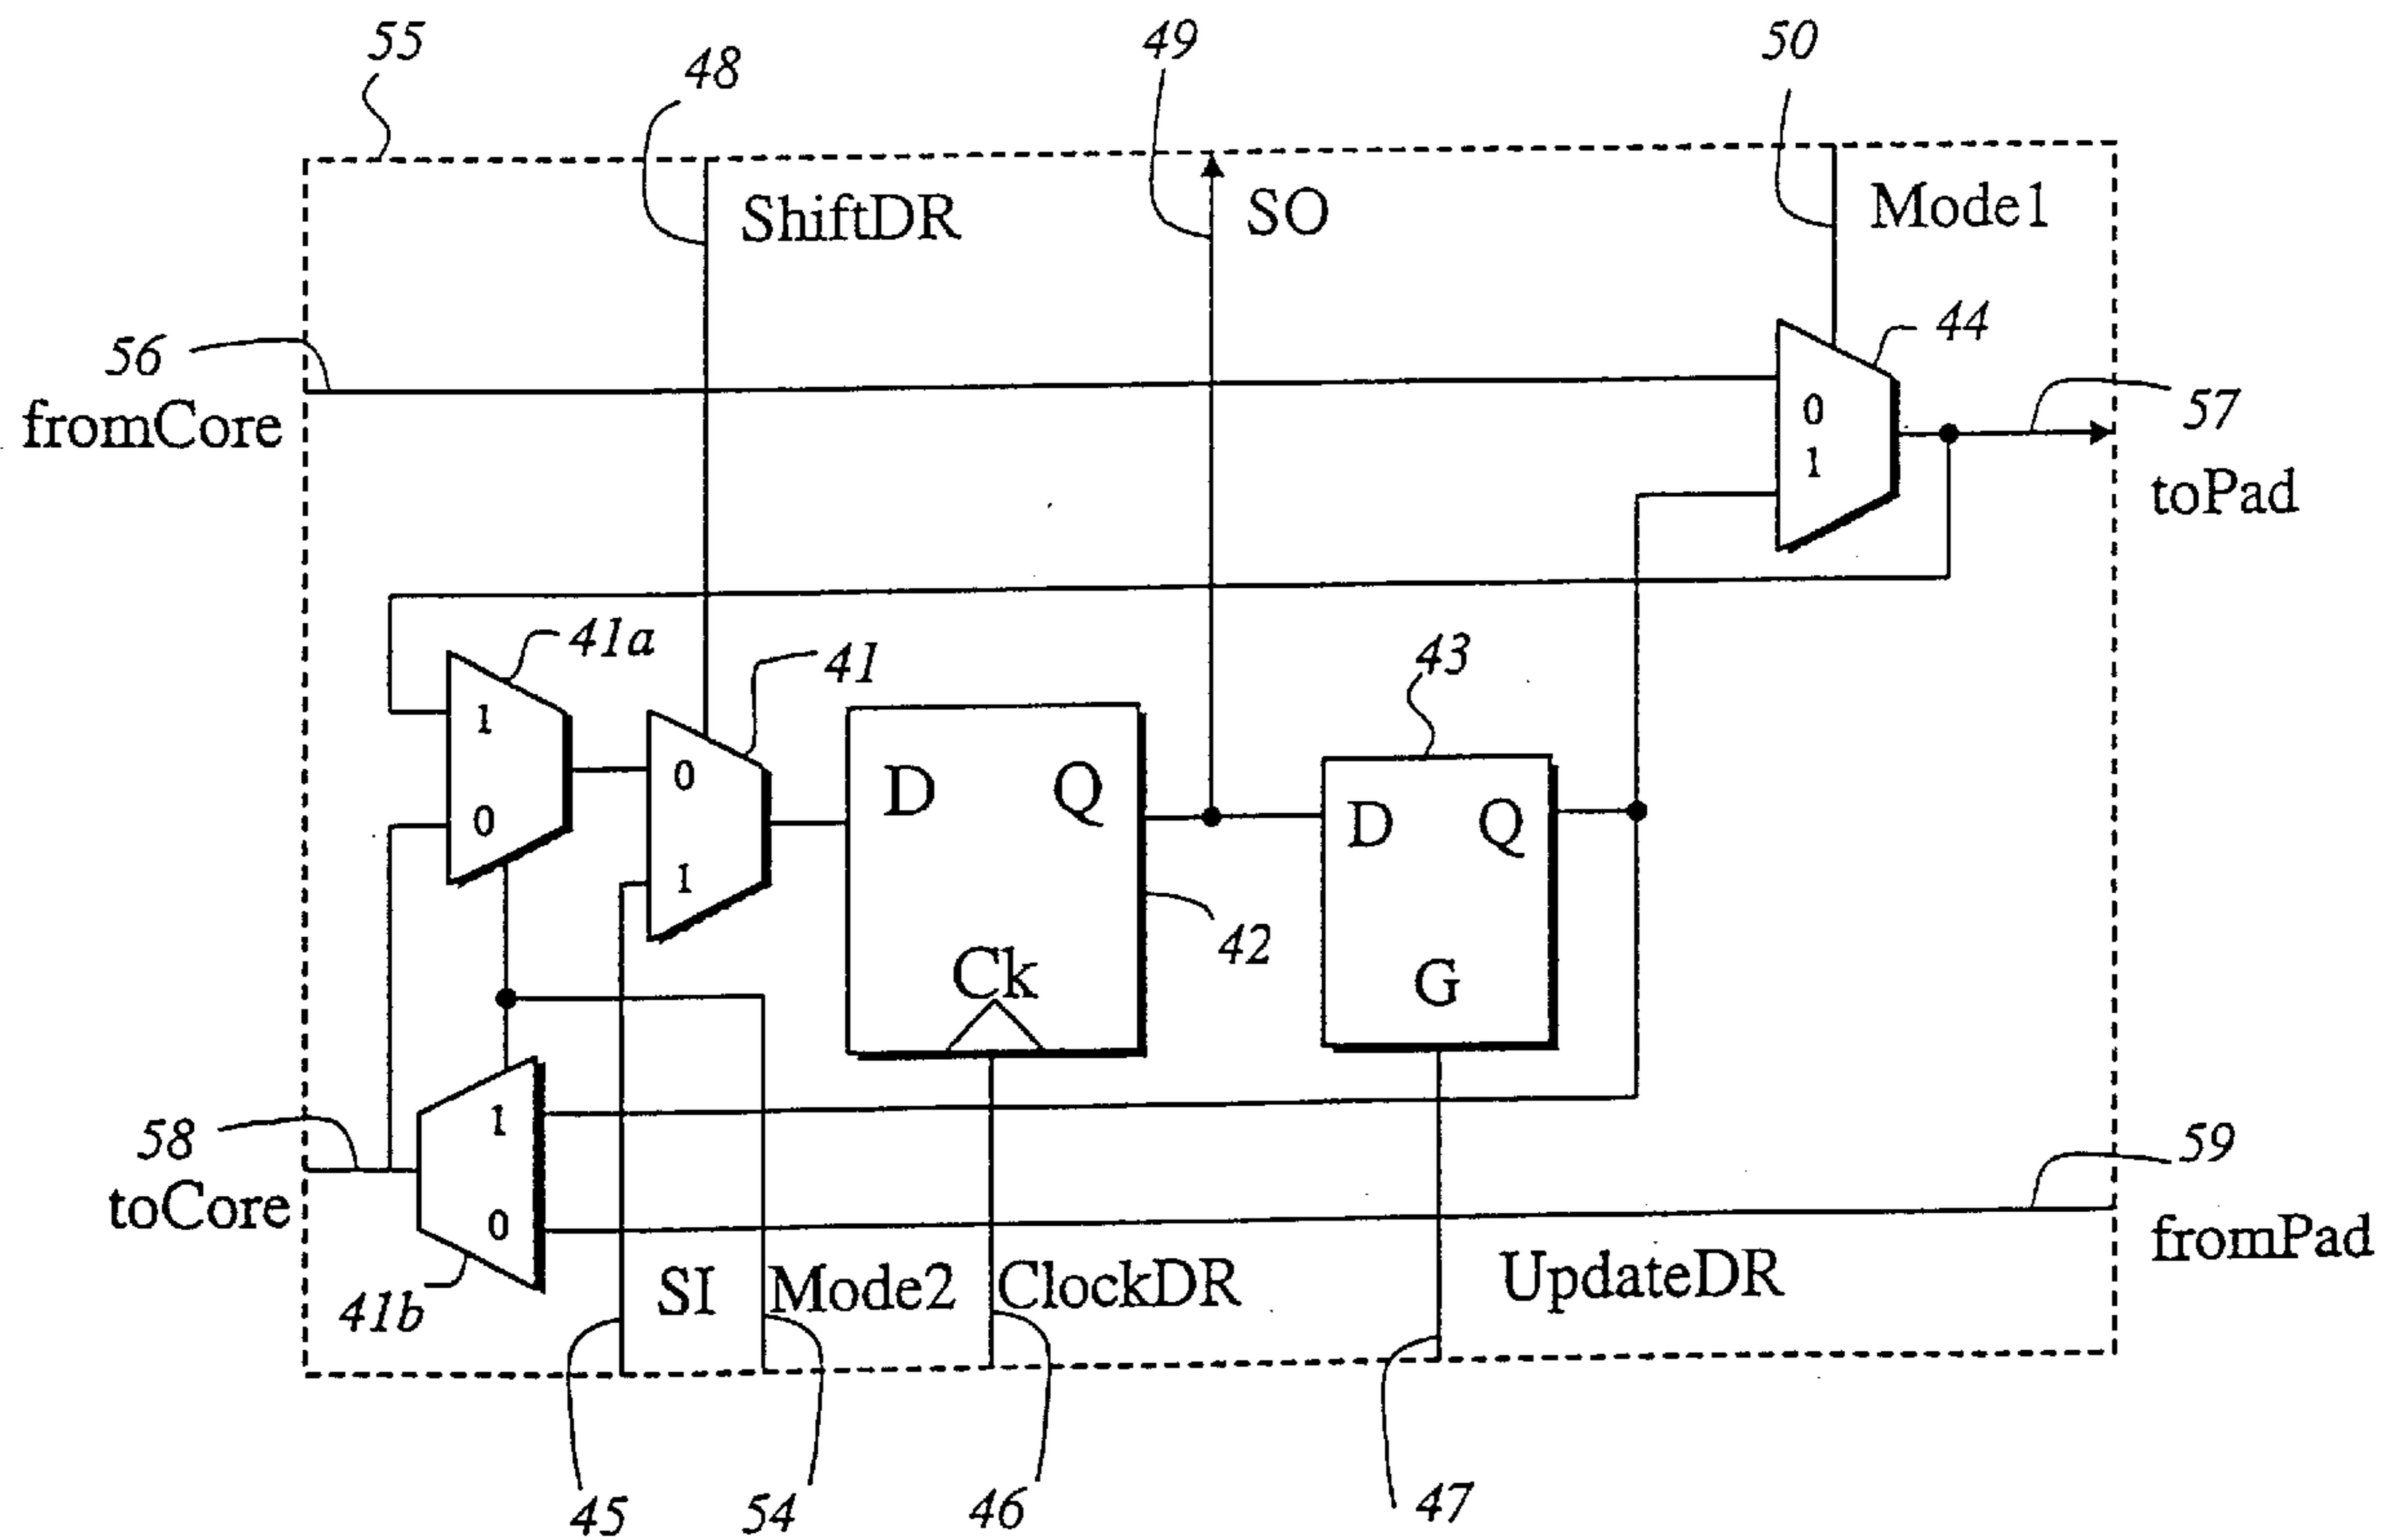 55
48
49
50
ShiftDR
SO
Mode1
56
fromCore
44
0
1
57
toPad
41a
41
43
1
0
0
1
D
Q
Ck
42
D
Q
G
58
toCore
1
0
41b
59
fromPad
SI
Mode2
ClockDR
UpdateDR
45
54
46
47